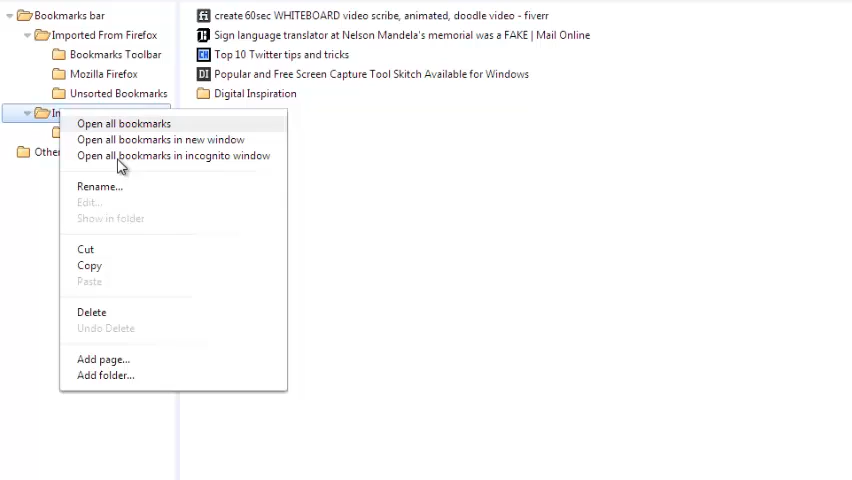 Bookmarks bar
Imported From Firefox
Bookmarks Toolbar
Mozilla Firefox
Unsorted Bookmarks
create 60sec WHITEBOARD video scribe, animated, doodle video - fiverr
Sign language translator at Nelson Mandela's memorial was a FAKE | Mail Online
Top 10 Twitter tips and tricks
Popular and Free Screen Capture Tool Skitch Available for Windows
Digital Inspiration
Open all bookmarks
Open all bookmarks in new window
Open all bookmarks in incognito window
Rename...
Edit...
Show in folder
Cut
Copy
Paste
Delete
Undo Delete
Add page...
Add folder...